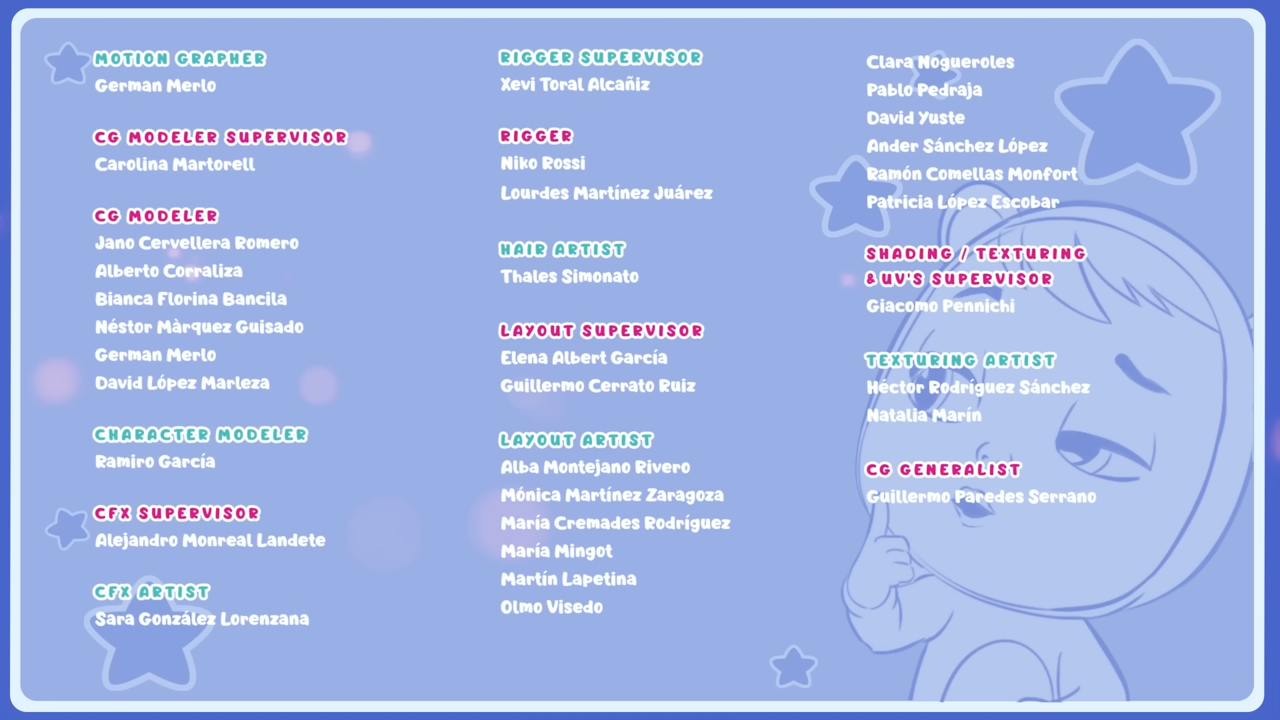 MOTION GRAPHER
German Merlo
CG MODELER SUPERVISOR
Carolina Martorell
CG MODELER
Jano Cervellera Romero
Alberto Corraliza
Bianca Florina Bancila
Néstor Màrquez Guisado
German Merlo
David López Marleza
CHARACTER MODELER
Ramiro García
CFX SUPERVISOR
Alejandro Monreal Landete
CFX ARTIST
Sara González Lorenzana
RIGGER SUPERVISOR
Xevi Toral Alcañiz
RIGGER
Niko Rossi
Lourdes Martínez Juárez
HAIR ARTIST
Thales Simonato
LAYOUT SUPERVISOR
Elena Albert García
Guillermo Cerrato Ruiz
LAYOUT ARTIST
Alba Montejano Rivero
Mónica Martínez Zaragoza
María Cremades Rodríguez
María Mingot
Martín Lapetina
Olmo Visedo
Clara Nogueroles
Pablo Pedraja
David Yuste
Ander Sánchez López
Ramón Comellas Monfort
Patricia López Escobar
SHADING / TEXTURING
& UV'S SUPERVISOR
Giacomo Pennichi
TEXTURING ARTIST
Héctor Rodríguez Sánchez
Natalia Marín
CG GENERALIST
Guillermo Paredes Serrano